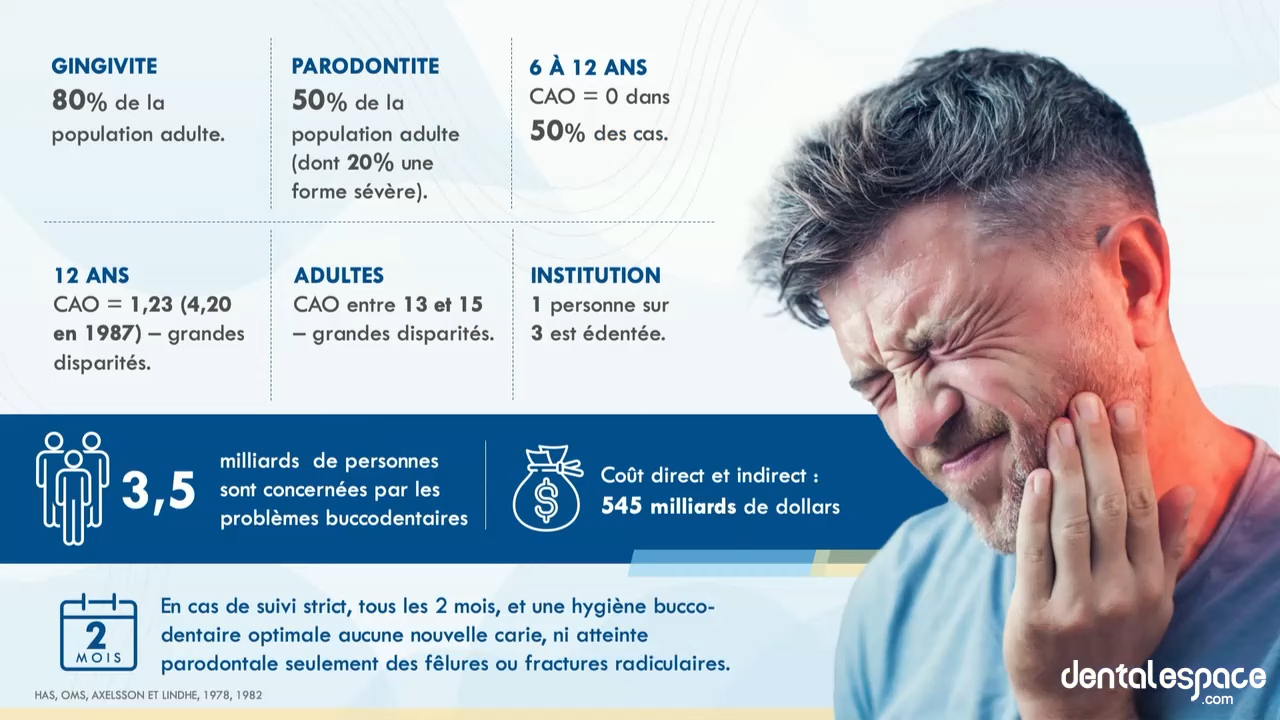 GINGIVITE
80% de la
population adulte.
PARODONTITE
50% de la
population adulte
(dont 20% une
forme sévère).
6 À 12 ANS
CAO = 0 dans
50% des cas.
12 ANS
CAO = 1,23 (4,20
en 1987) – grandes
disparités.
ADULTES
CAO entre 13 et 15
– grandes disparités.
INSTITUTION
1 personne sur
3 est édentée.
3,5
milliards de personnes
sont concernées par les
problèmes buccodentaires
$
Coût direct et indirect :
545 milliards de dollars
2
MOIS
En cas de suivi strict, tous les 2 mois, et une hygiène bucco-
dentaire optimale aucune nouvelle carie, ni atteinte
parodontale seulement des fêlures ou fractures radiculaires.
HAS, OMS, AXELSSON ET LINDHE, 1978, 1982
dentalespace
.com